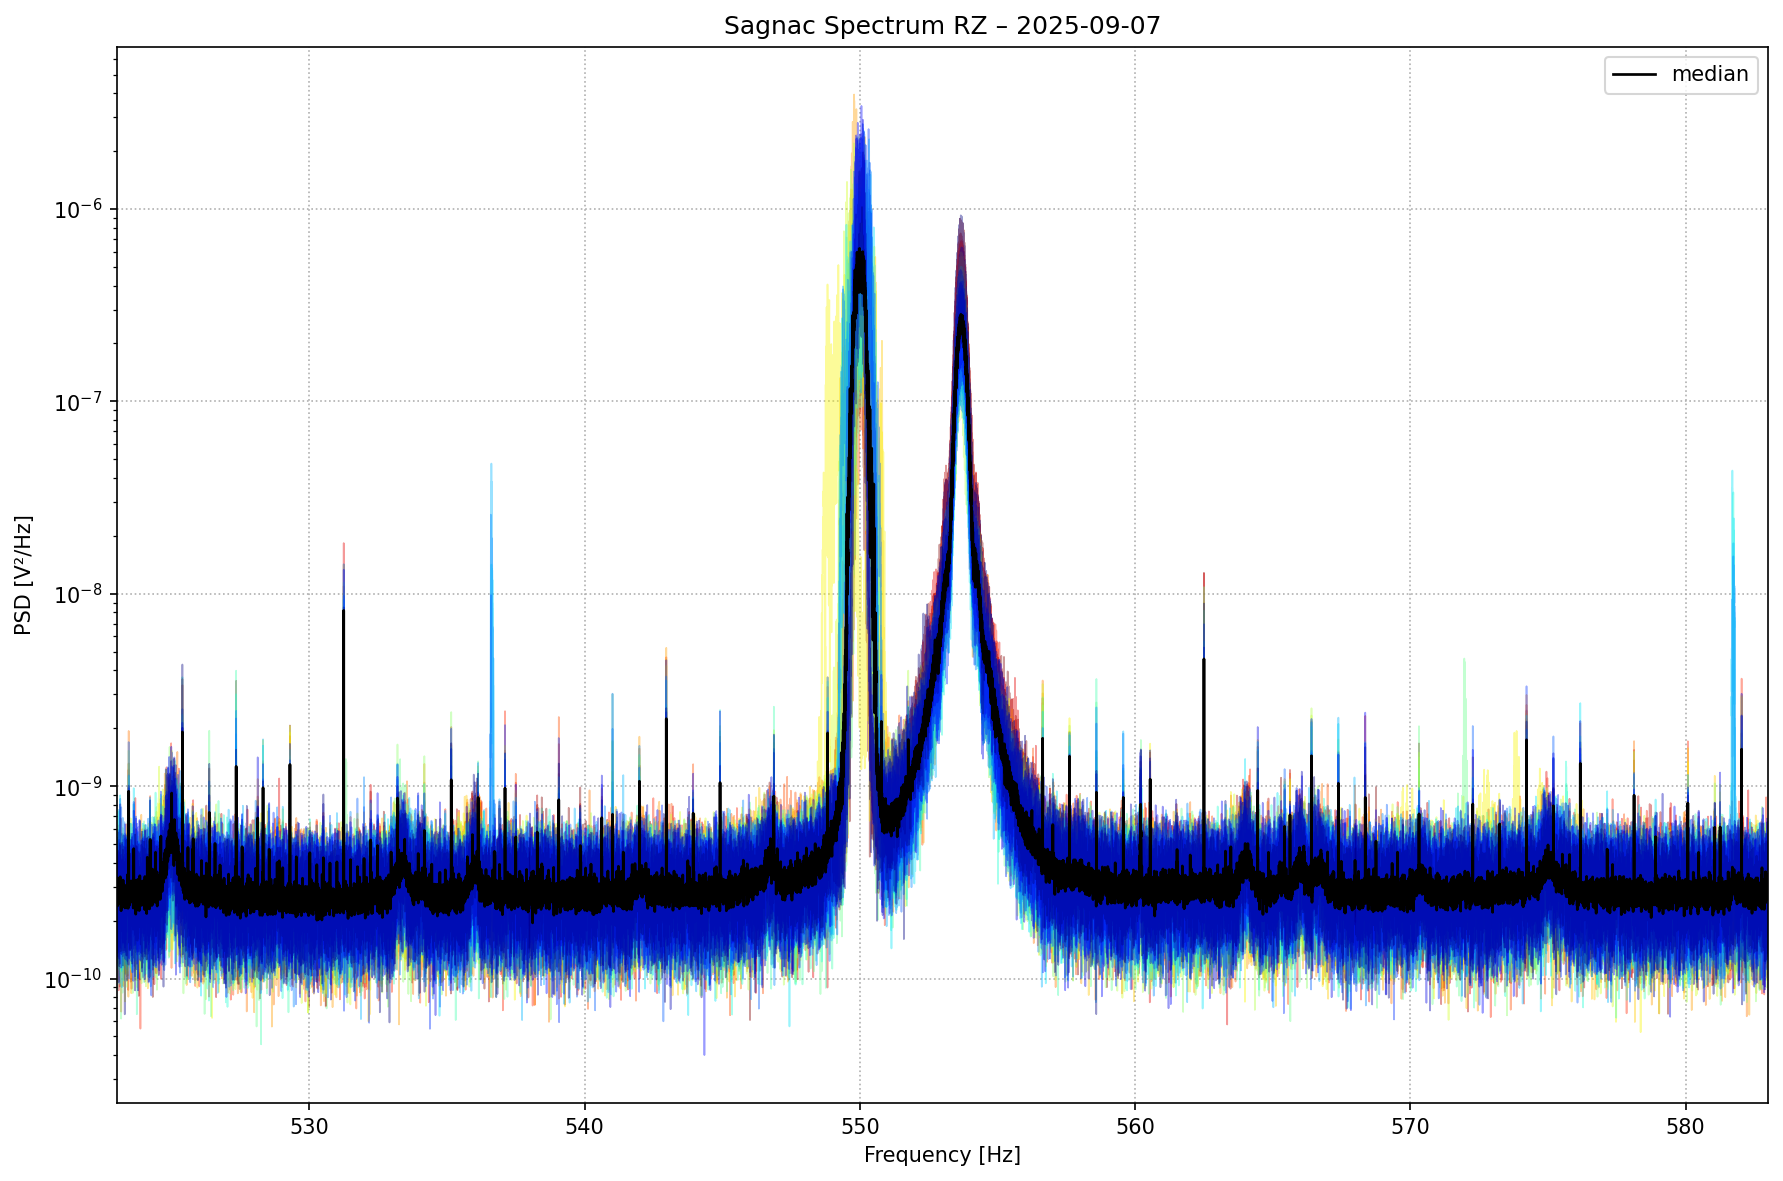 Sagnac Spectrum RZ – 2025-09-07
median
10⁻⁶
10⁻⁷
10⁻⁸
10⁻⁹
10⁻¹⁰
PSD [V²/Hz]
530 540 550 560 570 580
Frequency [Hz]